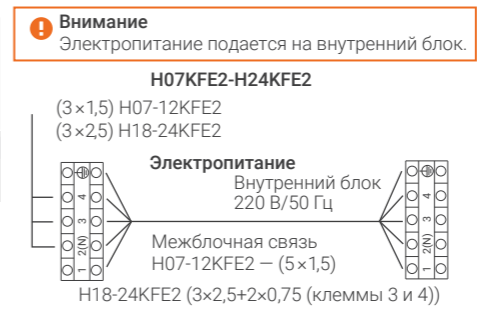 Внимание
Электропитание подается на внутренний блок.
H07KFE2-H24KFE2
(3×1,5) H07-12KFE2
(3×2,5) H18-24KFE2
Электропитание
Внутренний блок
220 В/50 Гц
1 2(N) 3 4
1 2(N) 3 4
Межблочная связь
H07-12KFE2 — (5×1,5)
H18-24KFE2 (3×2,5+2×0,75 (клеммы 3 и 4))